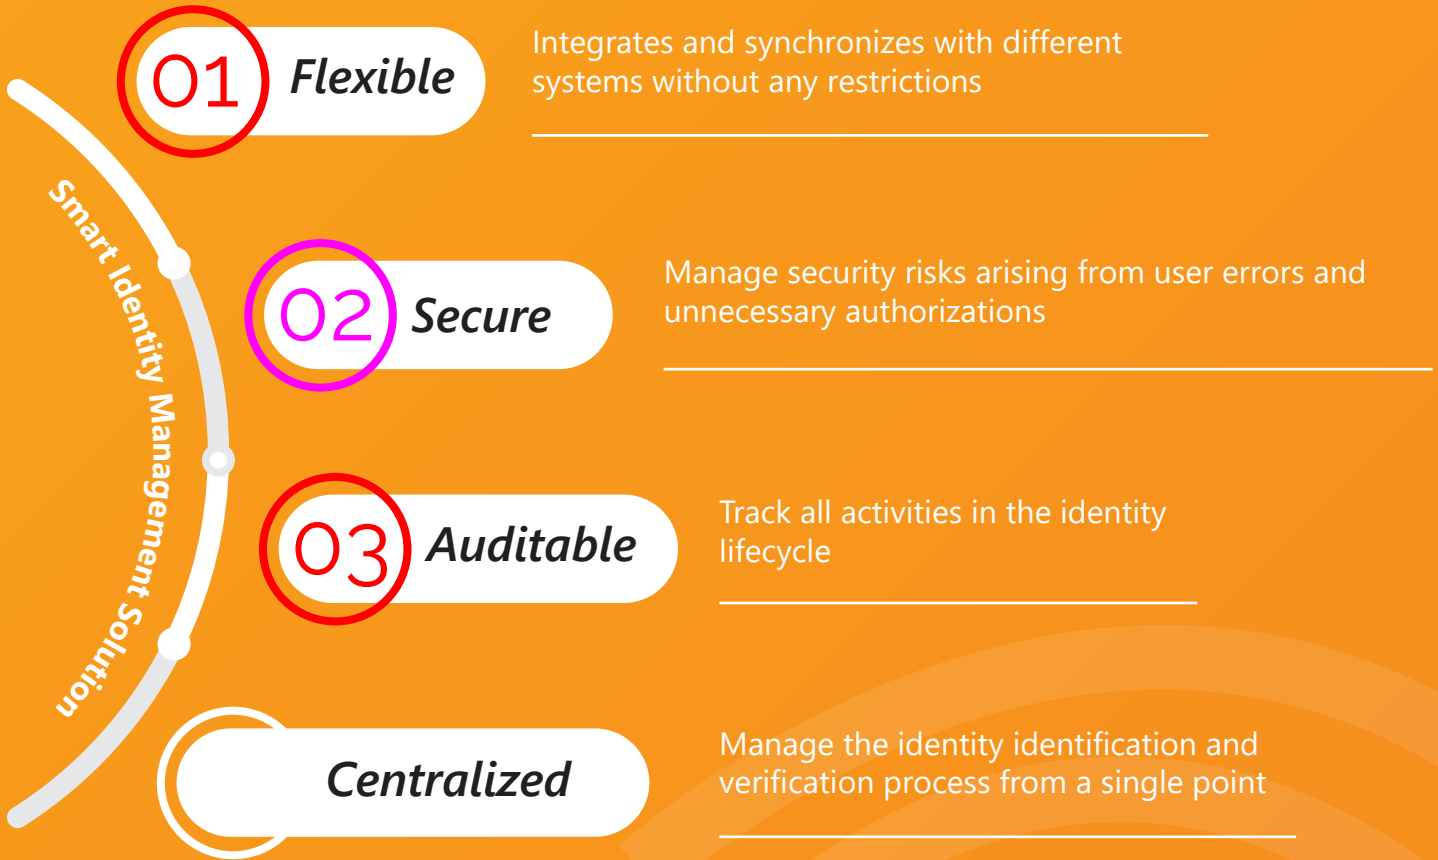 01
Flexible
Integrates and synchronizes with different
systems without any restrictions
Smart Identity Management Solution
02
Secure
Manage security risks arising from user errors and
unnecessary authorizations
03
Auditable
Track all activities in the identity
lifecycle
Centralized
Manage the identity identification and
verification process from a single point